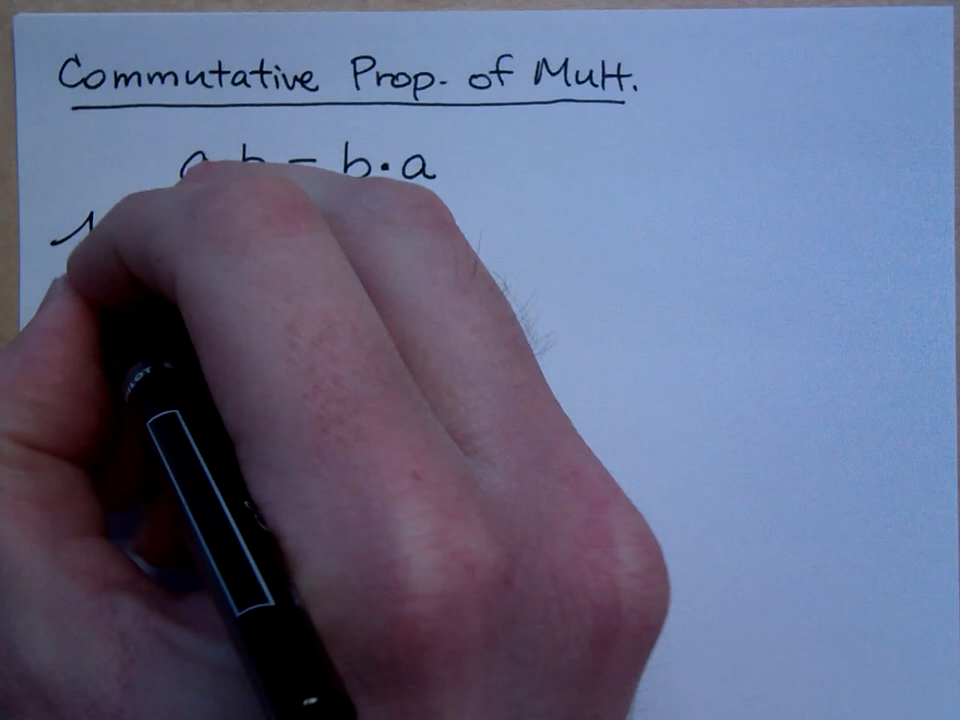 Commutative Prop. of Mult.
a b = b·a